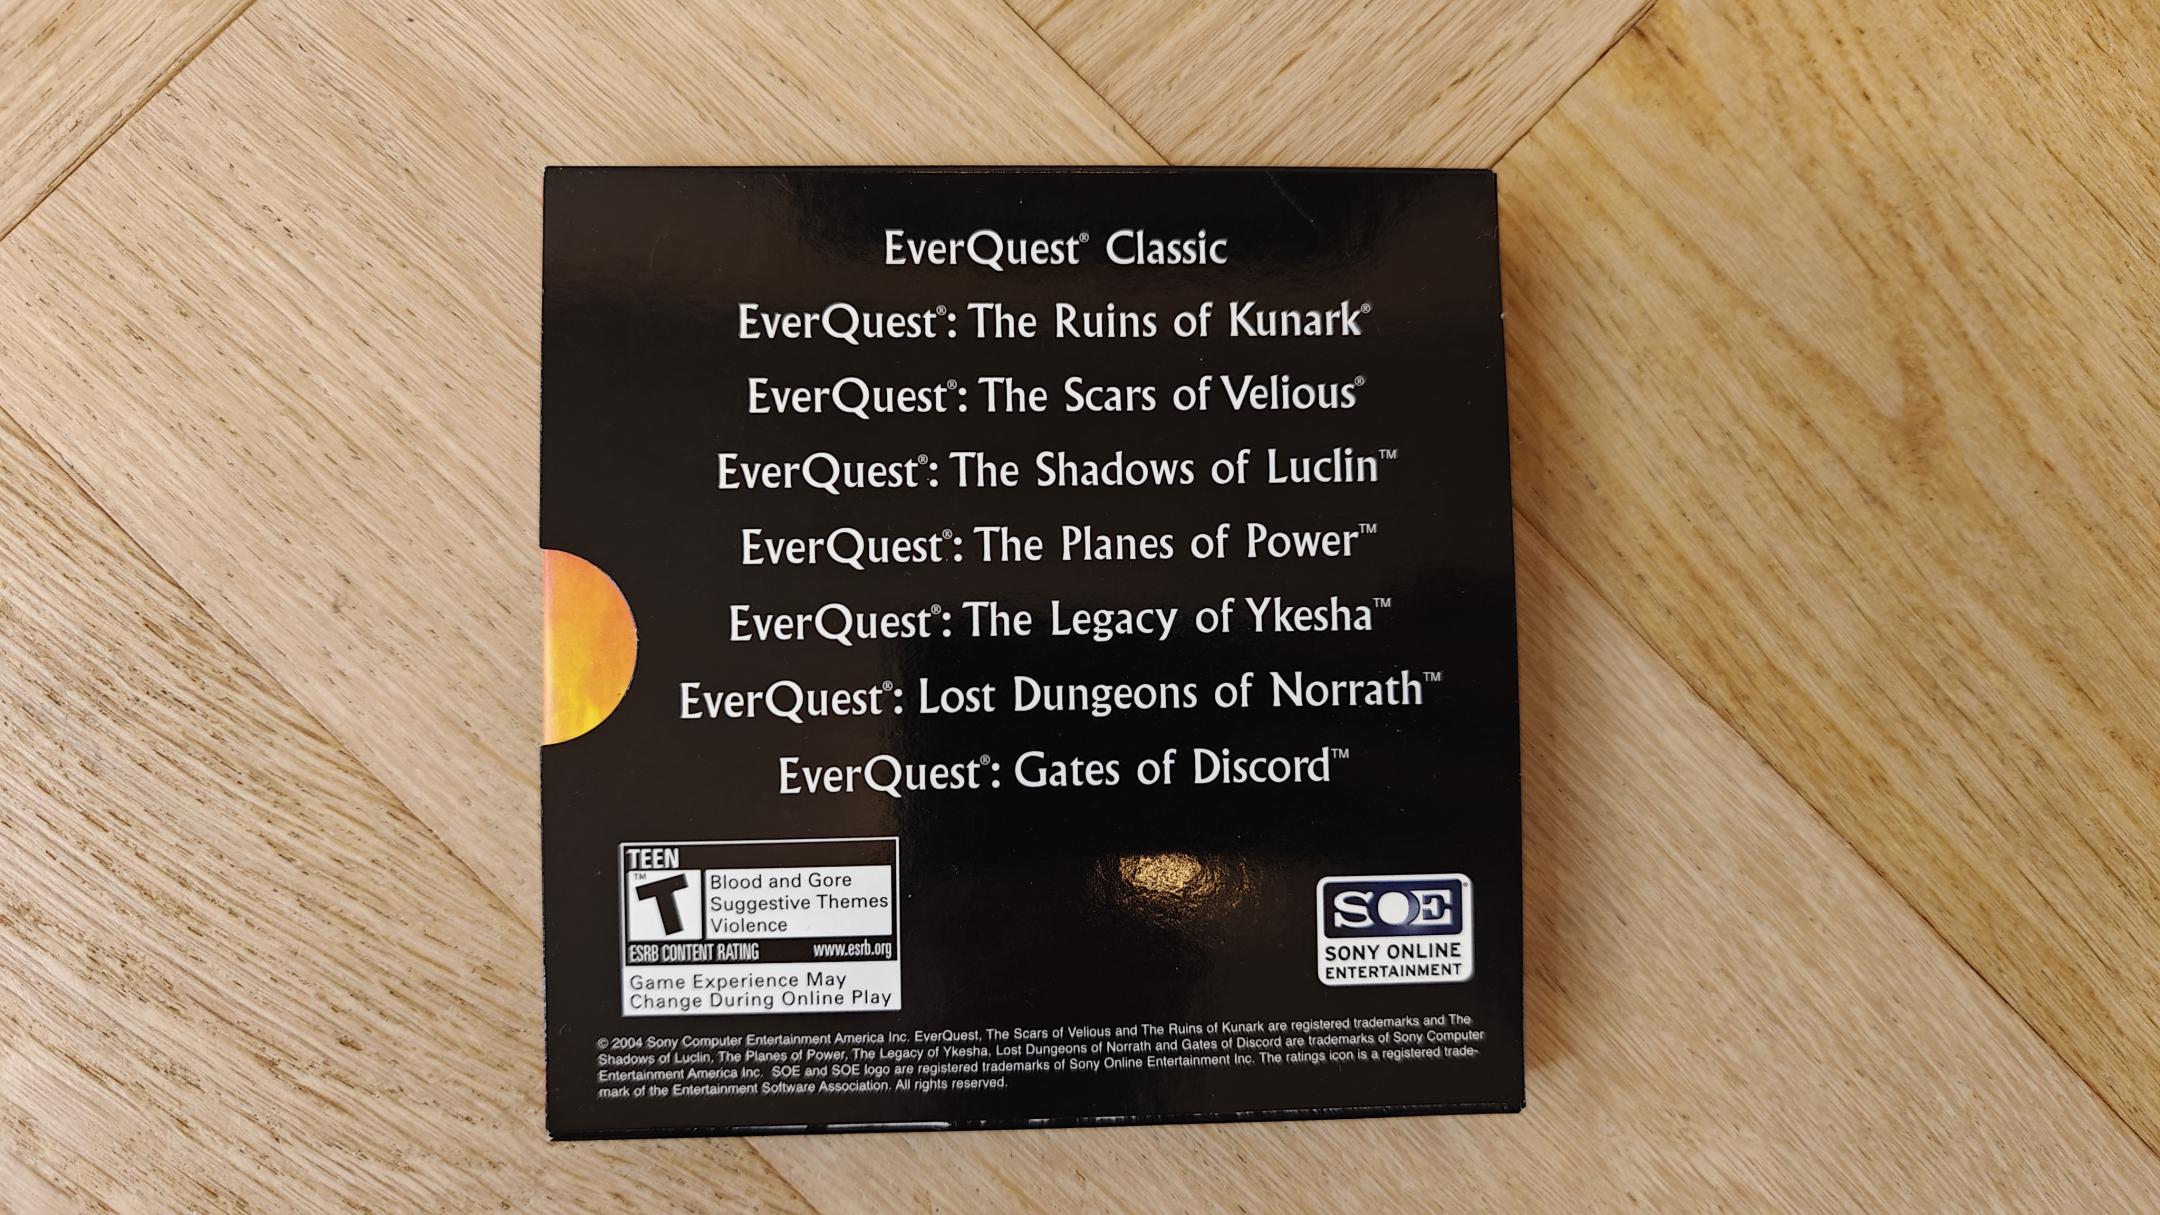 EverQuest® Classic
EverQuest®: The Ruins of Kunark®
EverQuest®: The Scars of Velious®
EverQuest®: The Shadows of Luclin™
EverQuest®: The Planes of Power™
EverQuest®: The Legacy of Ykesha™
EverQuest®: Lost Dungeons of Norrath™
EverQuest®: Gates of Discord™
TEEN
T™
Blood and Gore
Suggestive Themes
Violence
ESRB CONTENT RATING www.esrb.org
Game Experience May
Change During Online Play
SOE®
SONY ONLINE
ENTERTAINMENT
© 2004 Sony Computer Entertainment America Inc. EverQuest, The Scars of Velious and The Ruins of Kunark are registered trademarks and The
Shadows of Luclin, The Planes of Power, The Legacy of Ykesha, Lost Dungeons of Norrath and Gates of Discord are trademarks of Sony Computer
Entertainment America Inc. SOE and SOE logo are registered trademarks of Sony Online Entertainment Inc. The ratings icon is a registered trade-
mark of the Entertainment Software Association. All rights reserved.